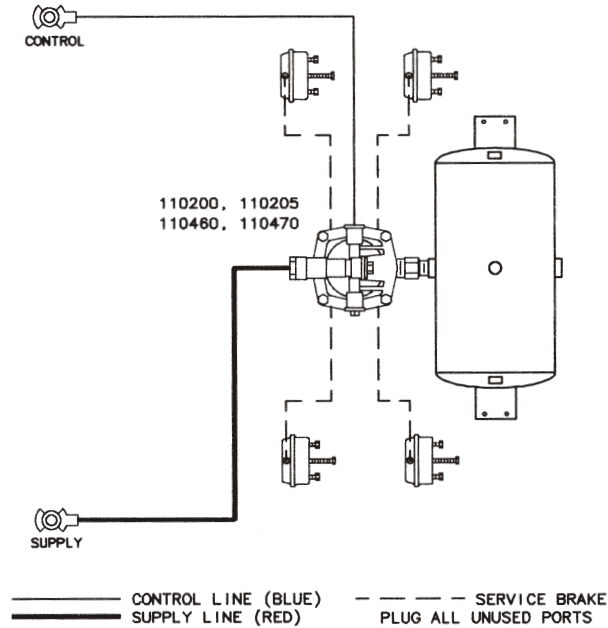 CONTROL
110200, 110205
110460, 110470
SUPPLY
CONTROL LINE (BLUE)
SERVICE BRAKE
SUPPLY LINE (RED)
PLUG ALL UNUSED PORTS